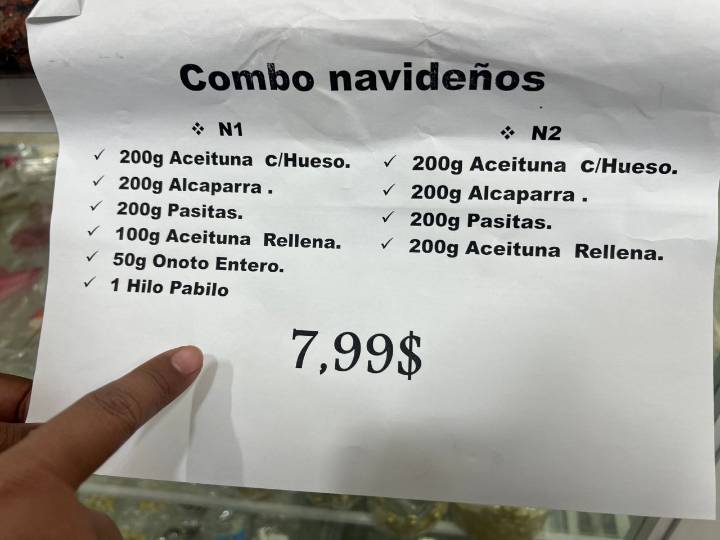 Combo navideños
❖ N1
✓ 200g Aceituna c/Hueso.
✓ 200g Alcaparra .
✓ 200g Pasitas.
✓ 100g Aceituna Rellena.
✓ 50g Onoto Entero.
✓ 1 Hilo Pabilo
❖ N2
✓ 200g Aceituna c/Hueso.
✓ 200g Alcaparra .
✓ 200g Pasitas.
✓ 200g Aceituna Rellena.
7,99$